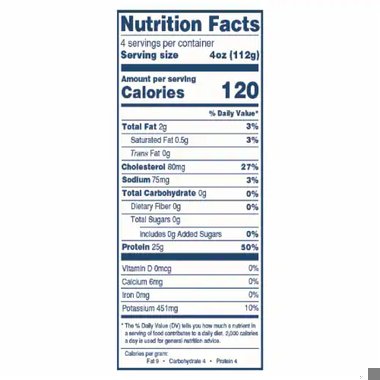 Nutrition Facts
4 servings per container
Serving size 4oz (112g)
Amount per serving
Calories 120
% Daily Value*
Total Fat 2g 3%
Saturated Fat 0.5g 3%
Trans Fat 0g
Cholesterol 80mg 27%
Sodium 75mg 3%
Total Carbohydrate 0g 0%
Dietary Fiber 0g 0%
Total Sugars 0g
Includes 0g Added Sugars 0%
Protein 25g 50%
Vitamin D 0mcg 0%
Calcium 6mg 0%
Iron 0mg 0%
Potassium 451mg 10%
* The % Daily Value (DV) tells you how much a nutrient in
a serving of food contributes to a daily diet. 2,000 calories
a day is used for general nutrition advice.
Calories per gram:
Fat 9 • Carbohydrate 4 • Protein 4